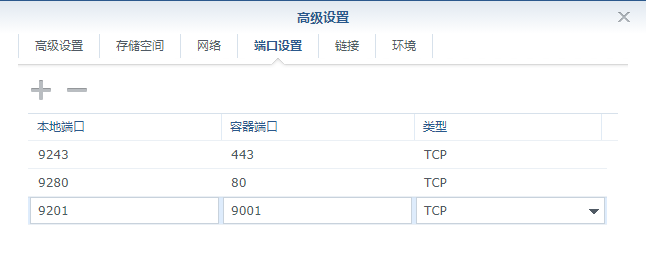 高级设置
高级设置 存储空间 网络 端口设置 链接 环境
本地端口 容器端口 类型
9243 443 TCP
9280 80 TCP
9201 9001 TCP